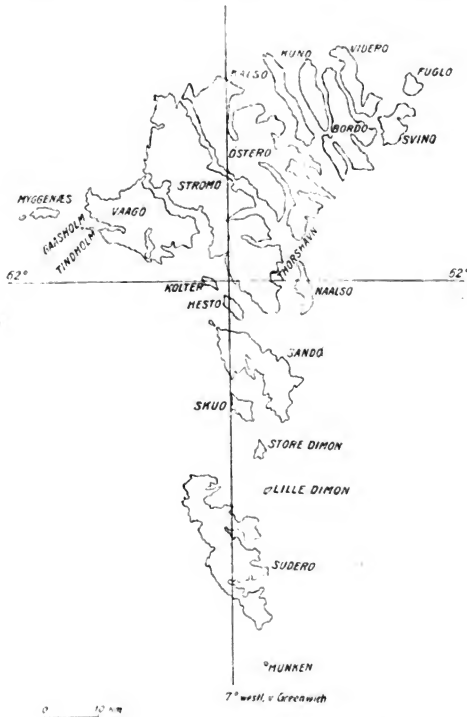 KUNO
VIDERO
KALSO
FUGLO
BORDO
SVINO
OSTERO
STROMO
MYGGENÆS
VAAGO
GAASHOLM
TINDHOLM
THORSHAVN
62°
62°
KOLTER
NAALSO
HESTO
SANDO
SKUO
STORE DIMON
LILLE DIMON
SUDERO
MUNKEN
7° westl. v Greenwich
0 10 km